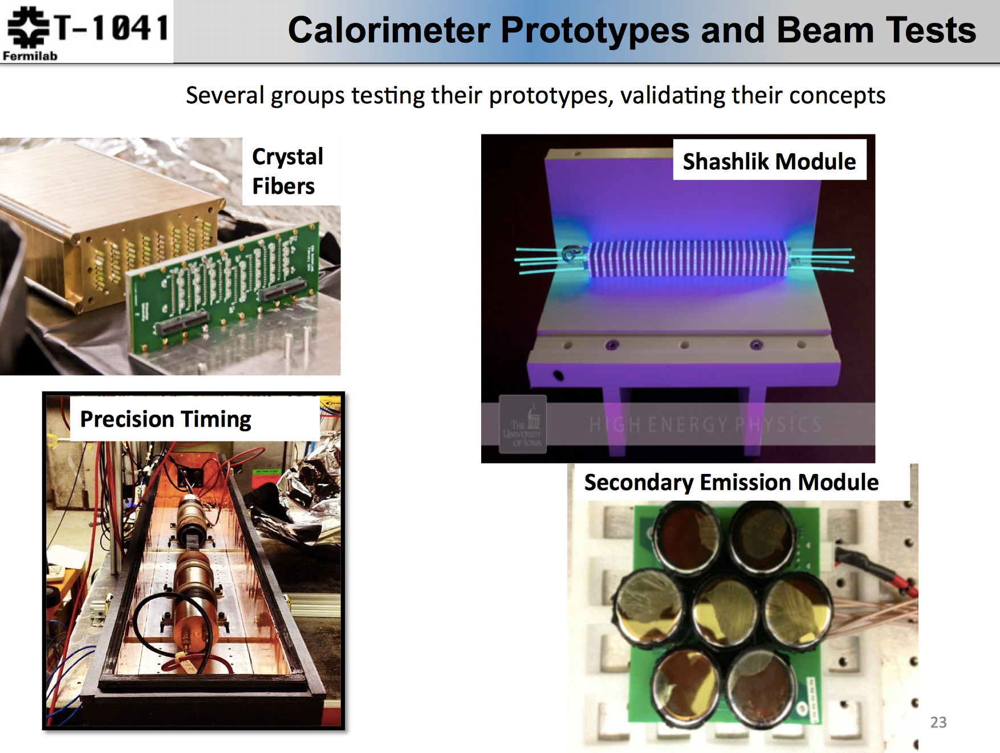 T-1041
Fermilab
Calorimeter Prototypes and Beam Tests
Several groups testing their prototypes, validating their concepts
Crystal
Fibers
Shashlik Module
THE
UNIVERSITY
OF IOWA
HIGH ENERGY PHYSICS
Precision Timing
Secondary Emission Module
23